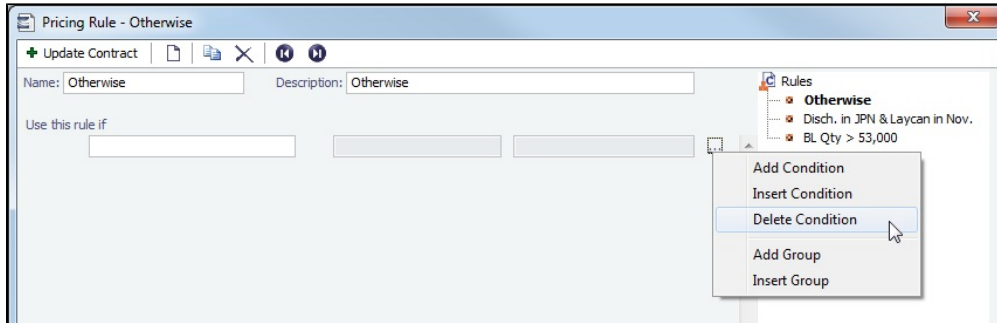 Pricing Rule - Otherwise
x
Update Contract
Name: Otherwise Description: Otherwise
Rules
Otherwise
Disch. in JPN & Laycan in Nov.
BL Qty > 53,000
Use this rule if
...
Add Condition
Insert Condition
Delete Condition
Add Group
Insert Group